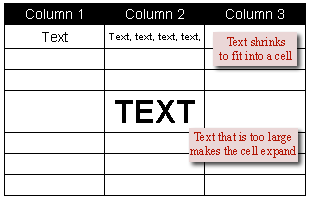 Column 1 Column 2 Column 3
Text Text, text, text, text,
Text shrinks
to fit into a cell
TEXT
Text that is too large
makes the cell expand